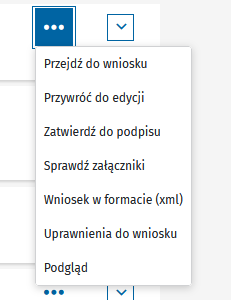 Przejdź do wniosku
Przywróć do edycji
Zatwierdź do podpisu
Sprawdź załączniki
Wniosek w formacie (xml)
Uprawnienia do wniosku
Podgląd